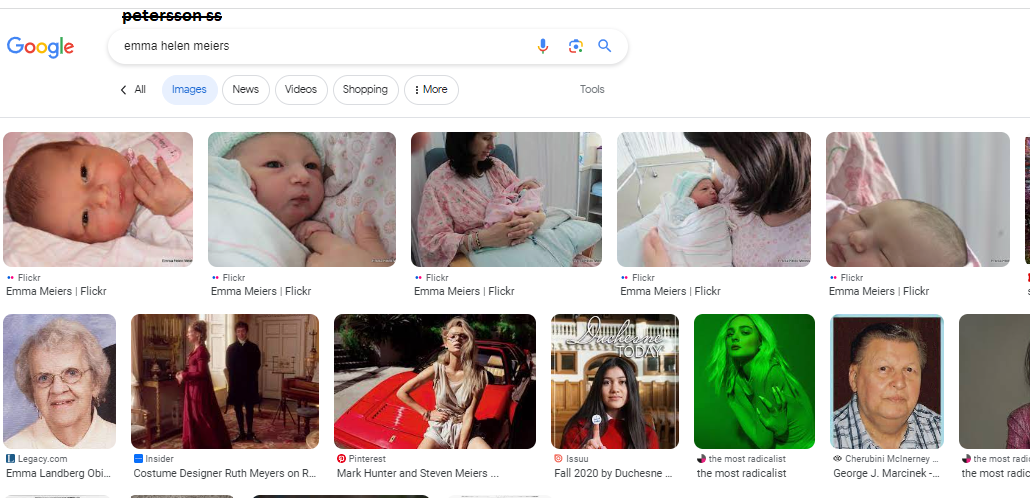 petersson ss
Google
emma helen meiers
All
Images
News
Videos
Shopping
More
Tools
Flickr
Emma Meiers | Flickr
Flickr
Emma Meiers | Flickr
Flickr
Emma Meiers | Flickr
Flickr
Emma Meiers | Flickr
Flickr
Emma Meiers | Flickr
Duchesne
TODAY
Legacy.com
Emma Landberg Obi...
Insider
Costume Designer Ruth Meyers on R...
Pinterest
Mark Hunter and Steven Meiers ...
Issuu
Fall 2020 by Duchesne ...
the most radicalist
the most radicalist
Cherubini McInerney ...
George J. Marcinek -...
the most radi
the most radic